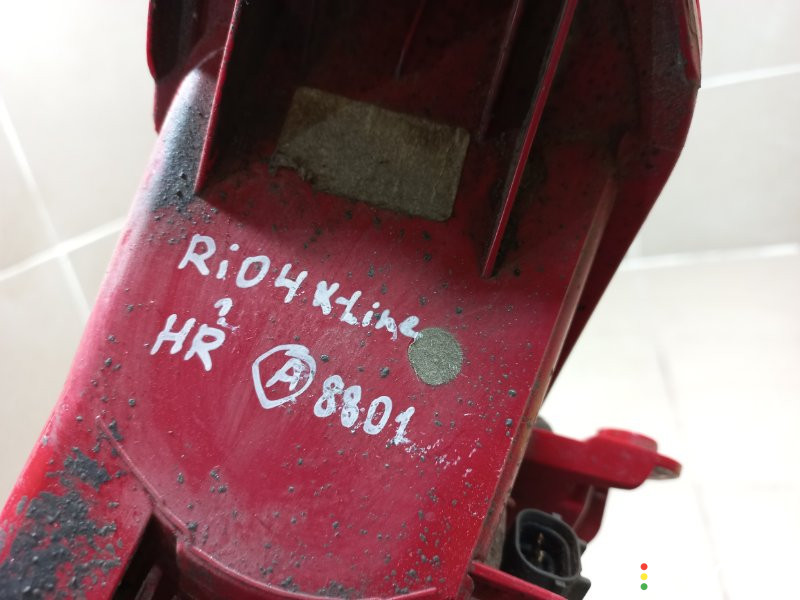 Rio4 X-Line
?
HR A 8801